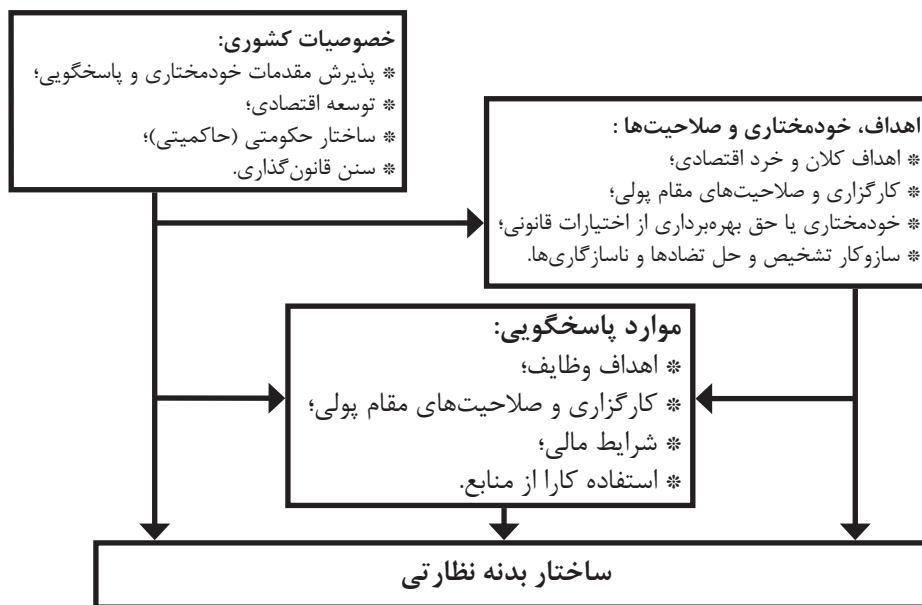 خصوصیات کشوری:
* پذیرش مقدمات خودمختاری و پاسخگویی؛
* توسعه اقتصادی؛
* ساختار حکومتی (حاکمیتی)؛
* سنن قانون‌گذاری.
اهداف، خودمختاری و صلاحیت‌ها :
* اهداف کلان و خرد اقتصادی؛
* کارگزاری و صلاحیت‌های مقام پولی؛
* خودمختاری یا حق بهره‌برداری از اختیارات قانونی؛
* سازوکار تشخیص و حل تضادها و ناسازگاری‌ها.
موارد پاسخگویی:
* اهداف وظایف؛
* کارگزاری و صلاحیت‌های مقام پولی؛
* شرایط مالی؛
* استفاده کارا از منابع.
ساختار بدنه نظارتی